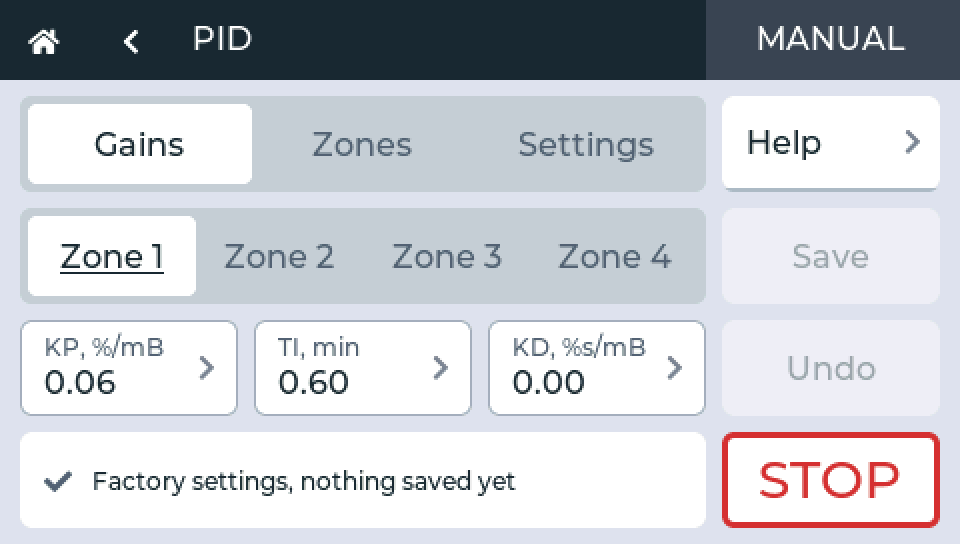 PID
MANUAL
Gains
Zones
Settings
Help
Zone 1
Zone 2
Zone 3
Zone 4
Save
KP, %/mB
0.06
TI, min
0.60
KD, %s/mB
0.00
Undo
Factory settings, nothing saved yet
STOP